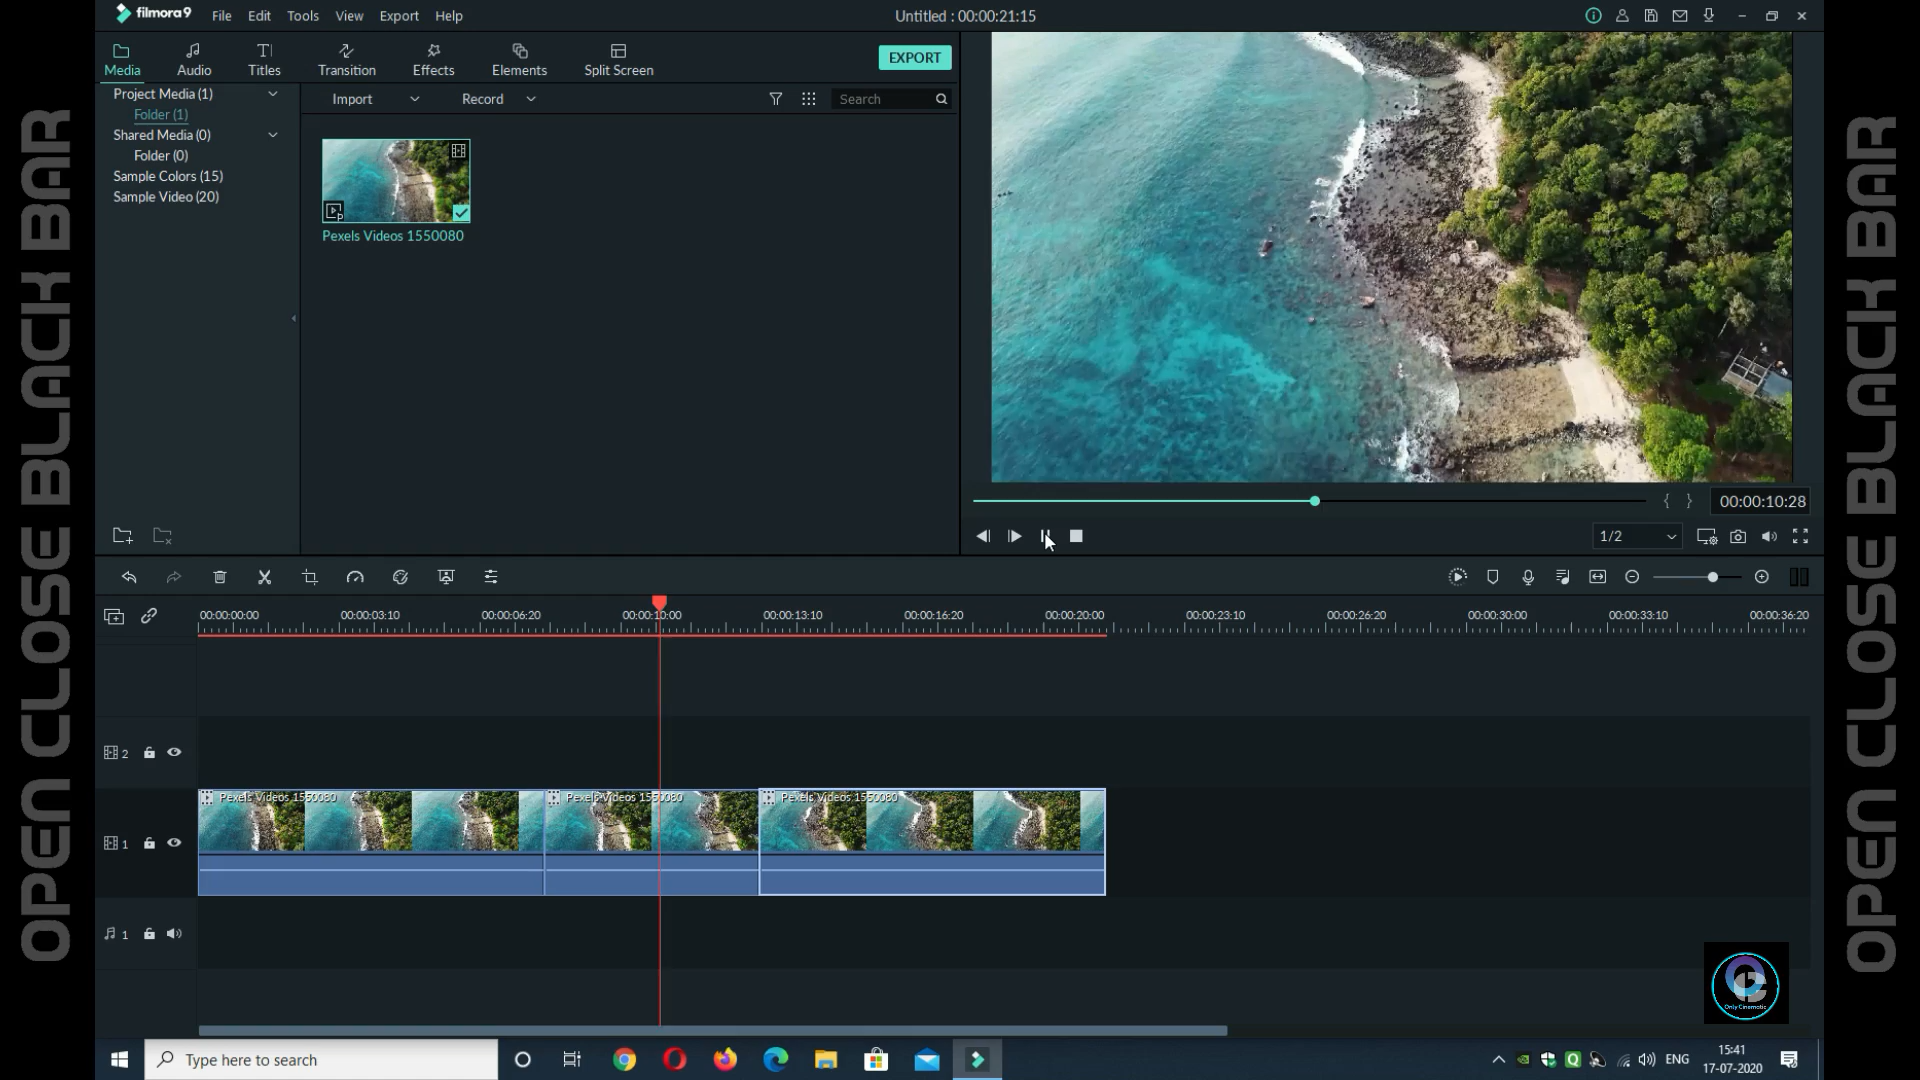 OPEN CLOSE BLACK BAR
filmora9
File
Edit
Tools
View
Export
Help
Untitled : 00:00:21:15
Media
Audio
Titles
Transition
Effects
Elements
Split Screen
EXPORT
Project Media (1)
Folder (1)
Shared Media (0)
Folder (0)
Sample Colors (15)
Sample Video (20)
Import
Record
Search
Pexels Videos 1550080
00:00:10:28
1/2
00:00:00:00
00:00:03:10
00:00:06:20
00:00:10:00
00:00:13:10
00:00:16:20
00:00:20:00
00:00:23:10
00:00:26:20
00:00:30:00
00:00:33:10
00:00:36:20
2
Pexels Videos 1550080
Pexels Videos 1550080
Pexels Videos 1550080
1
1
Only Cinematic
Type here to search
ENG
15:41
17-07-2020
OPEN CLOSE BLACK BAR